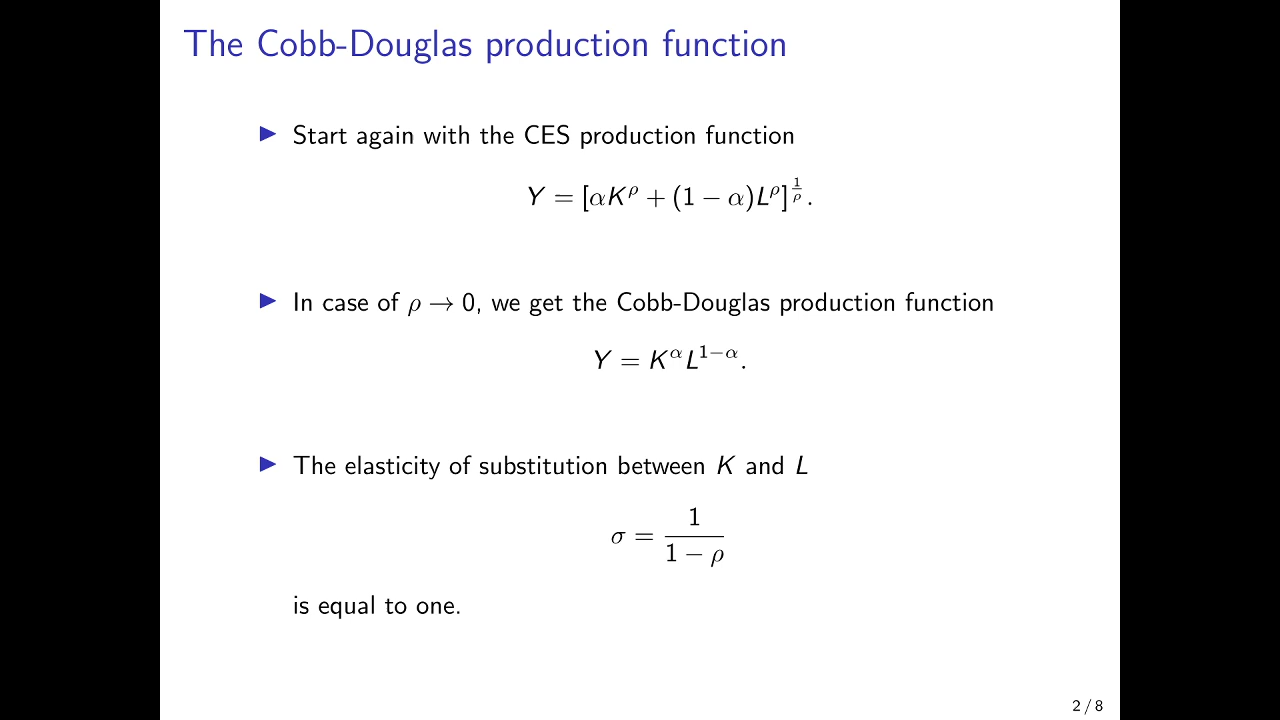 The Cobb-Douglas production function
▶ Start again with the CES production function
Y = [αK^ρ + (1 − α)L^ρ]^{1/ρ}.
▶ In case of ρ → 0, we get the Cobb-Douglas production function
Y = K^α L^{1−α}.
▶ The elasticity of substitution between K and L
σ = \frac{1}{1 − ρ}
is equal to one.
2 / 8